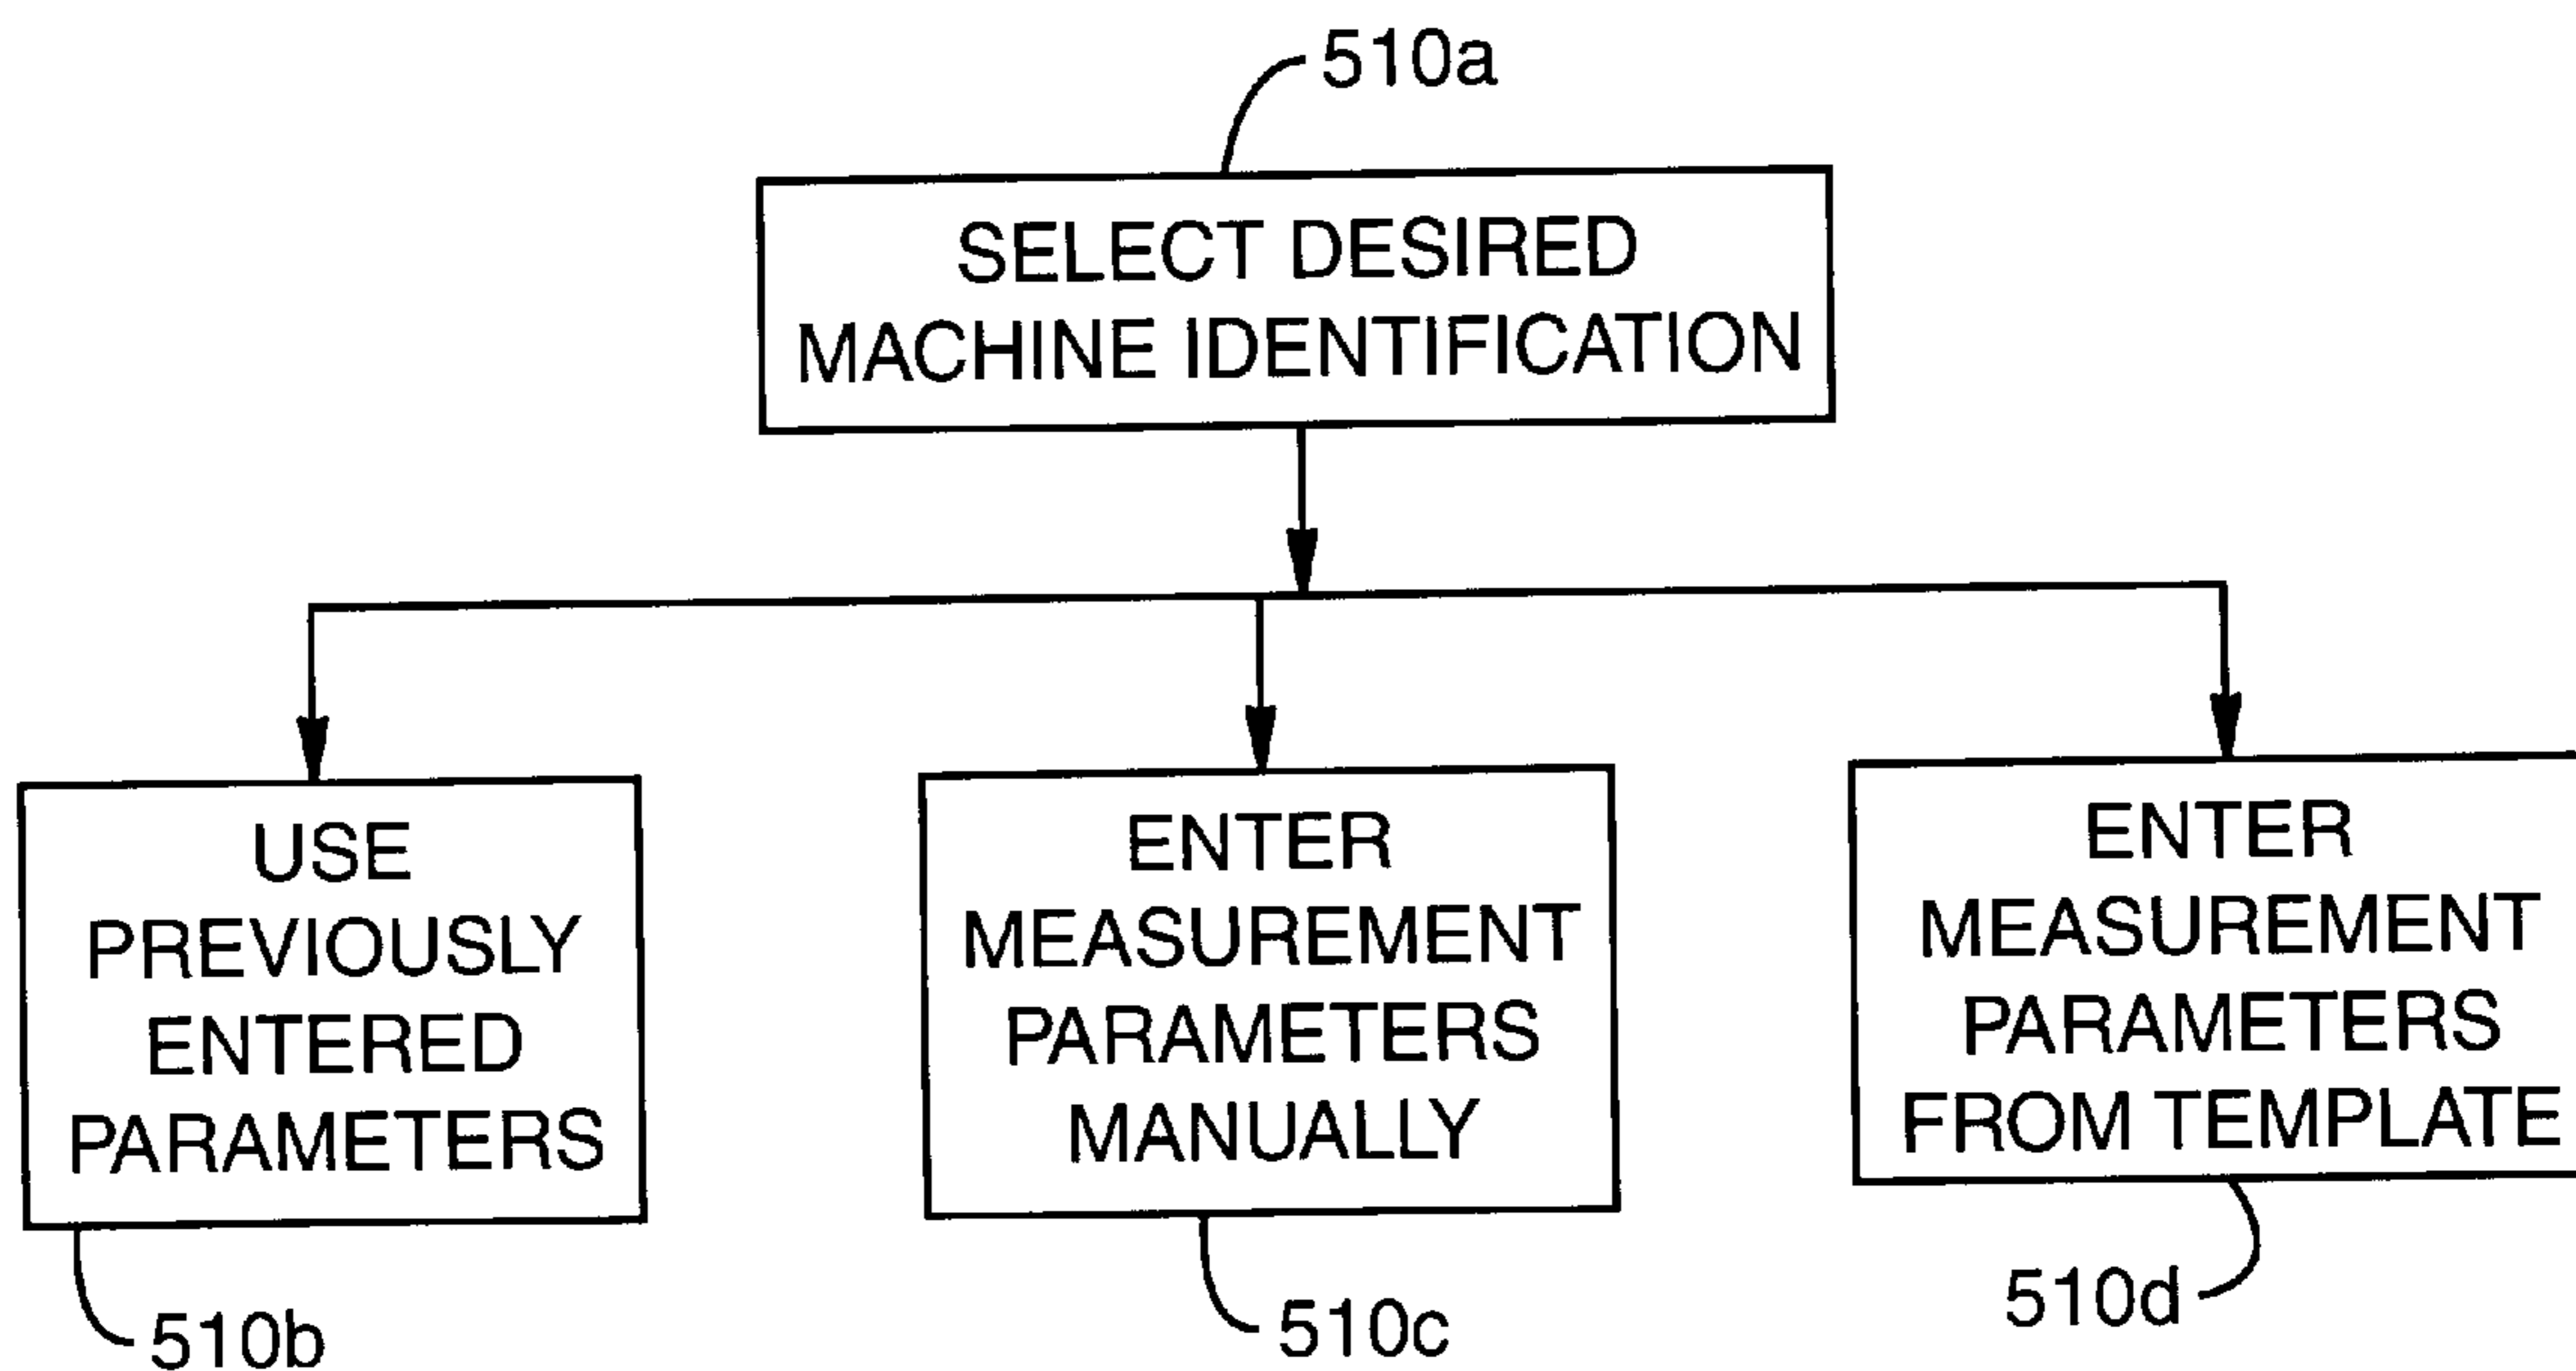 510a
SELECT DESIRED
MACHINE IDENTIFICATION
USE
PREVIOUSLY
ENTERED
PARAMETERS
510b
ENTER
MEASUREMENT
PARAMETERS
MANUALLY
510c
ENTER
MEASUREMENT
PARAMETERS
FROM TEMPLATE
510d